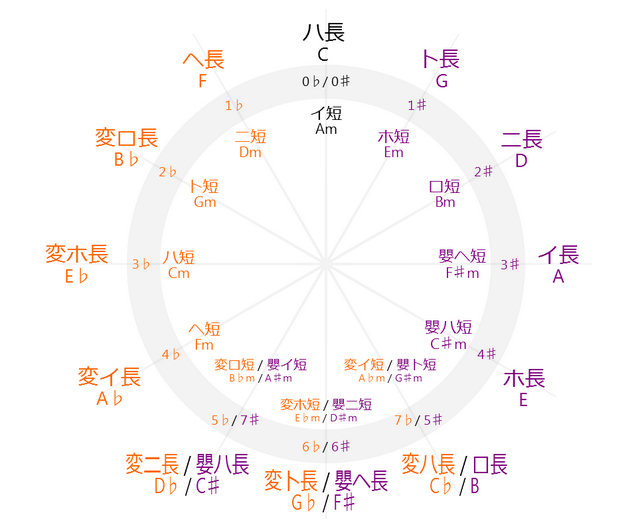 ハ長
C
0♭/0♯
イ短
Am
ト長
G
1♯
ホ短
Em
ニ長
D
2♯
ロ短
Bm
イ長
A
3♯
嬰ヘ短
F♯m
ホ長
E
4♯
嬰ハ短
C♯m
変ハ長/ロ長
C♭/B
7♭/5♯
変イ短/嬰ト短
A♭m/G♯m
変ト長/嬰ヘ長
G♭/F♯
6♭/6♯
変ホ短/嬰ニ短
E♭m/D♯m
変ニ長/嬰ハ長
D♭/C♯
5♭/7♯
変ロ短/嬰イ短
B♭m/A♯m
変イ長
A♭
4♭
ヘ短
Fm
変ホ長
E♭
3♭
ハ短
Cm
変ロ長
B♭
2♭
ト短
Gm
ヘ長
F
1♭
ニ短
Dm